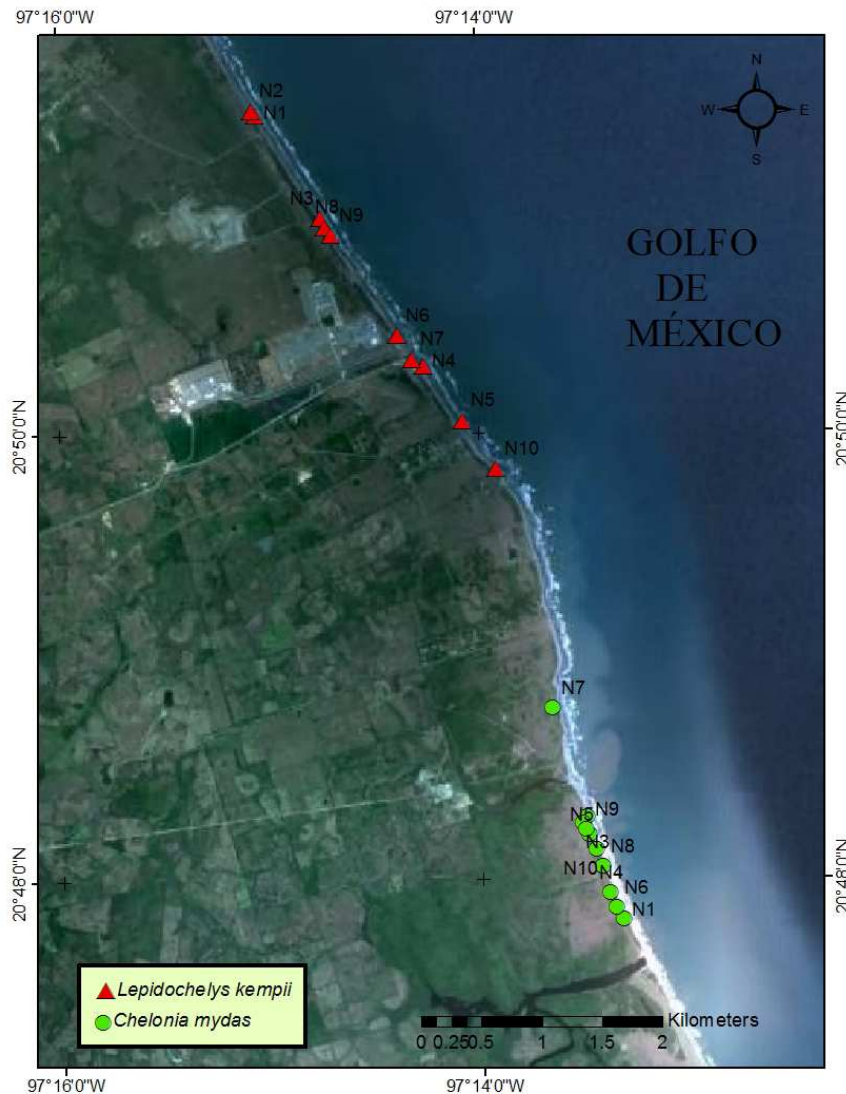 97°16'0"W 97°14'0"W
N
W E
S
N2
N1
N3 N8 N9
GOLFO
DE
MÉXICO
N6
N7
N4
N5
20°50'0"N 20°50'0"N
N10
N7
N9
N5
N3 N8
N10 N4
20°48'0"N 20°48'0"N
N6
N1
Lepidochelys kempii
Chelonia mydas
Kilometers
0 0.25 0.5 1 1.5 2
97°16'0"W 97°14'0"W